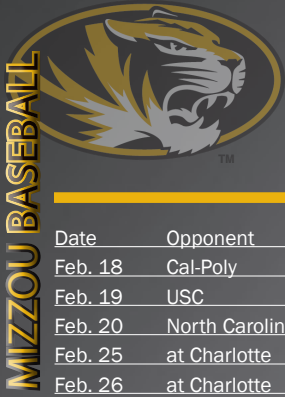 MIZZOU BASEBALL
TM
Date Opponent
Feb. 18 Cal-Poly
Feb. 19 USC
Feb. 20 North Carolin
Feb. 25 at Charlotte
Feb. 26 at Charlotte